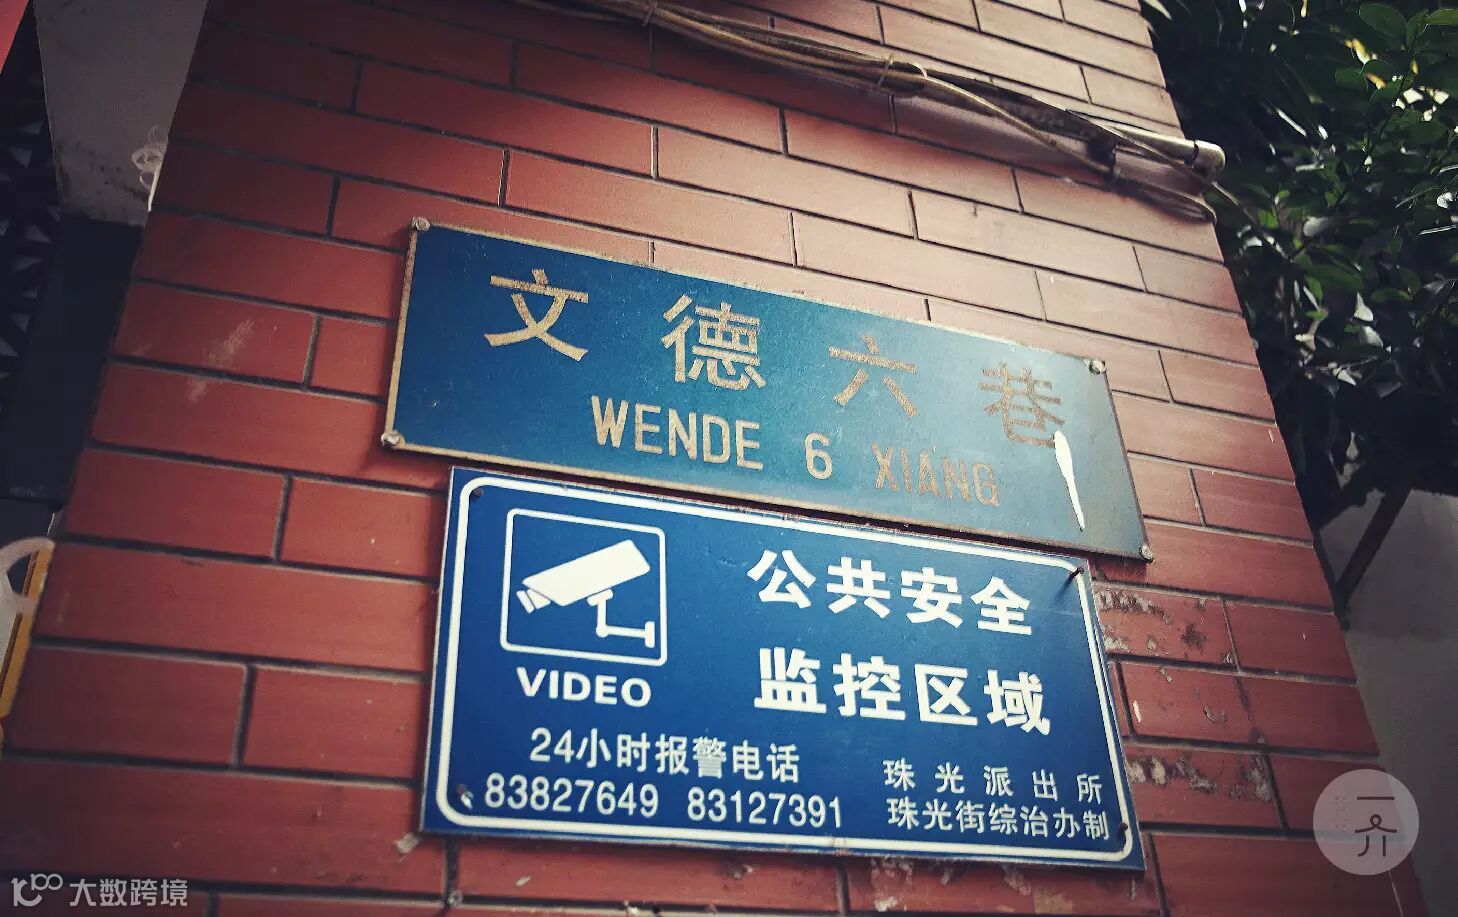 文德六巷
WENDE 6 XIANG
公共安全
监控区域
VIDEO
24小时报警电话
83827649 83127391
珠光派出所
珠光街综治办制
一介
大数跨境